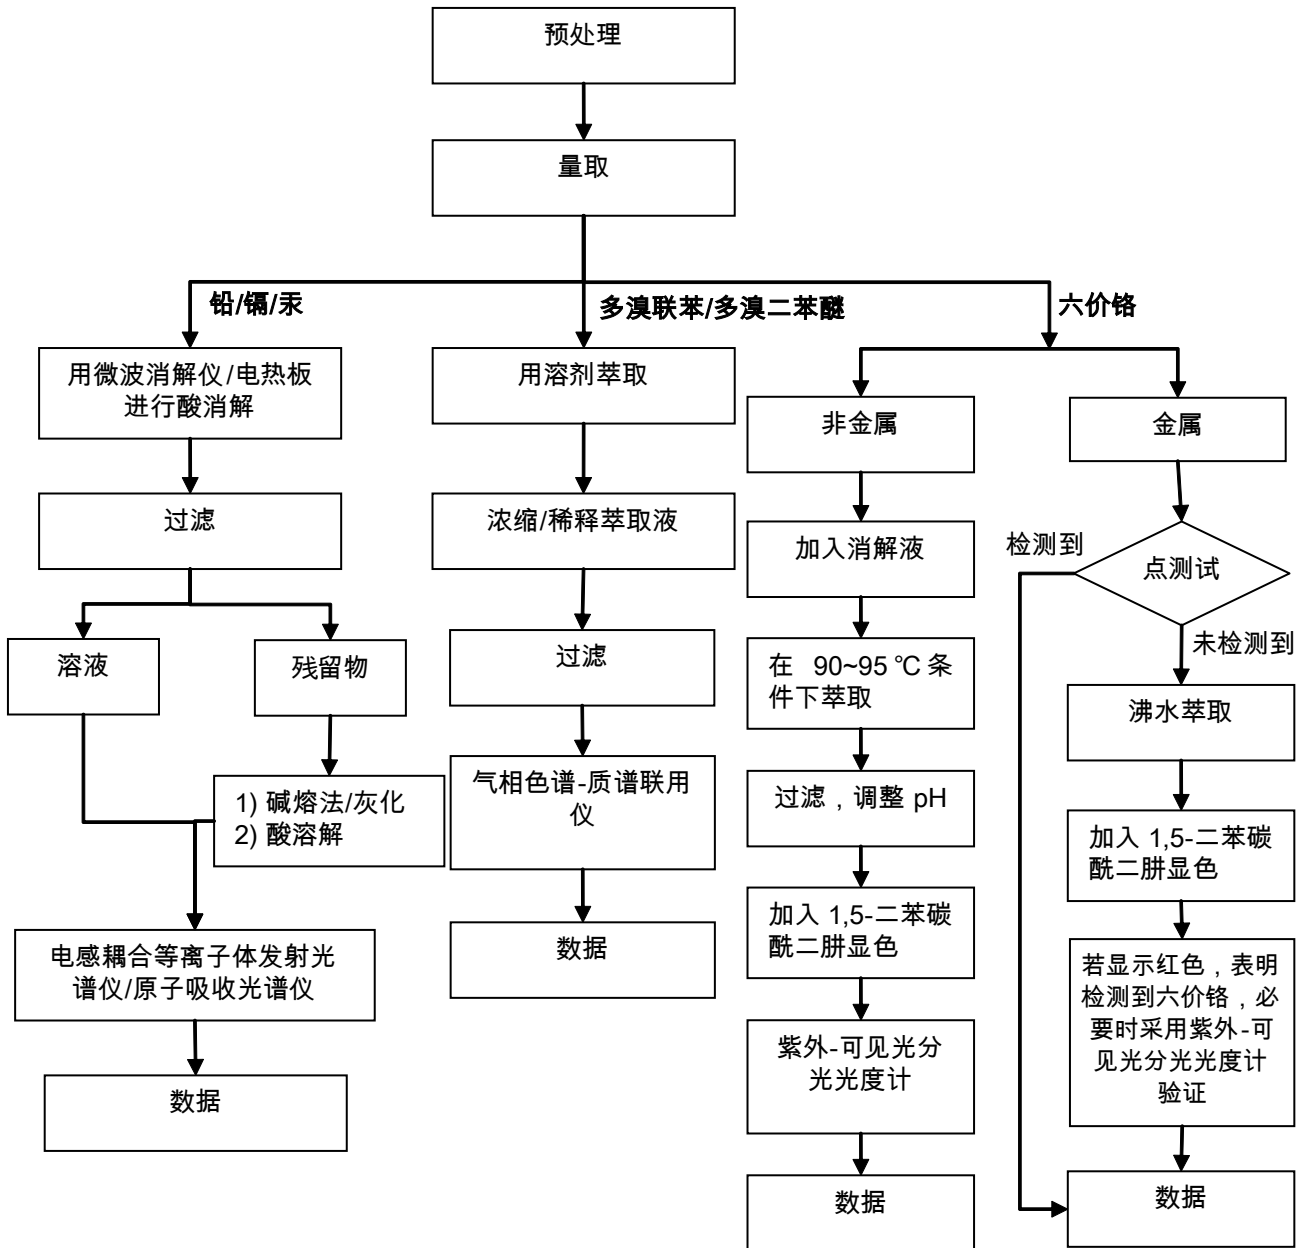 预处理
量取
铅/镉/汞
多溴联苯/多溴二苯醚
六价铬
用微波消解仪/电热板
进行酸消解
过滤
溶液
残留物
1) 碱熔法/灰化
2) 酸溶解
电感耦合等离子体发射光
谱仪/原子吸收光谱仪
数据
用溶剂萃取
浓缩/稀释萃取液
过滤
气相色谱-质谱联用
仪
数据
非金属
加入消解液
在 90~95 ℃ 条
件下萃取
过滤，调整 pH
加入 1,5-二苯碳
酰二肼显色
紫外-可见光分
光光度计
数据
金属
点测试
检测到
未检测到
沸水萃取
加入 1,5-二苯碳
酰二肼显色
若显示红色，表明
检测到六价铬，必
要时采用紫外-可
见光分光光度计
验证
数据